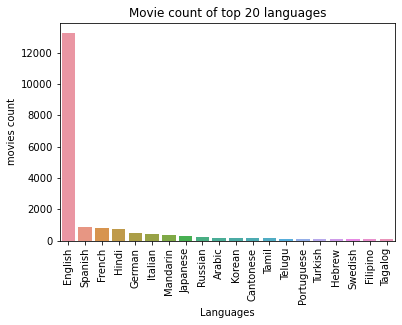 Movie count of top 20 languages
movies count
12000
10000
8000
6000
4000
2000
0
English
Spanish
French
Hindi
German
Italian
Mandarin
Japanese
Russian
Arabic
Korean
Cantonese
Tamil
Telugu
Portuguese
Turkish
Hebrew
Swedish
Filipino
Tagalog
Languages